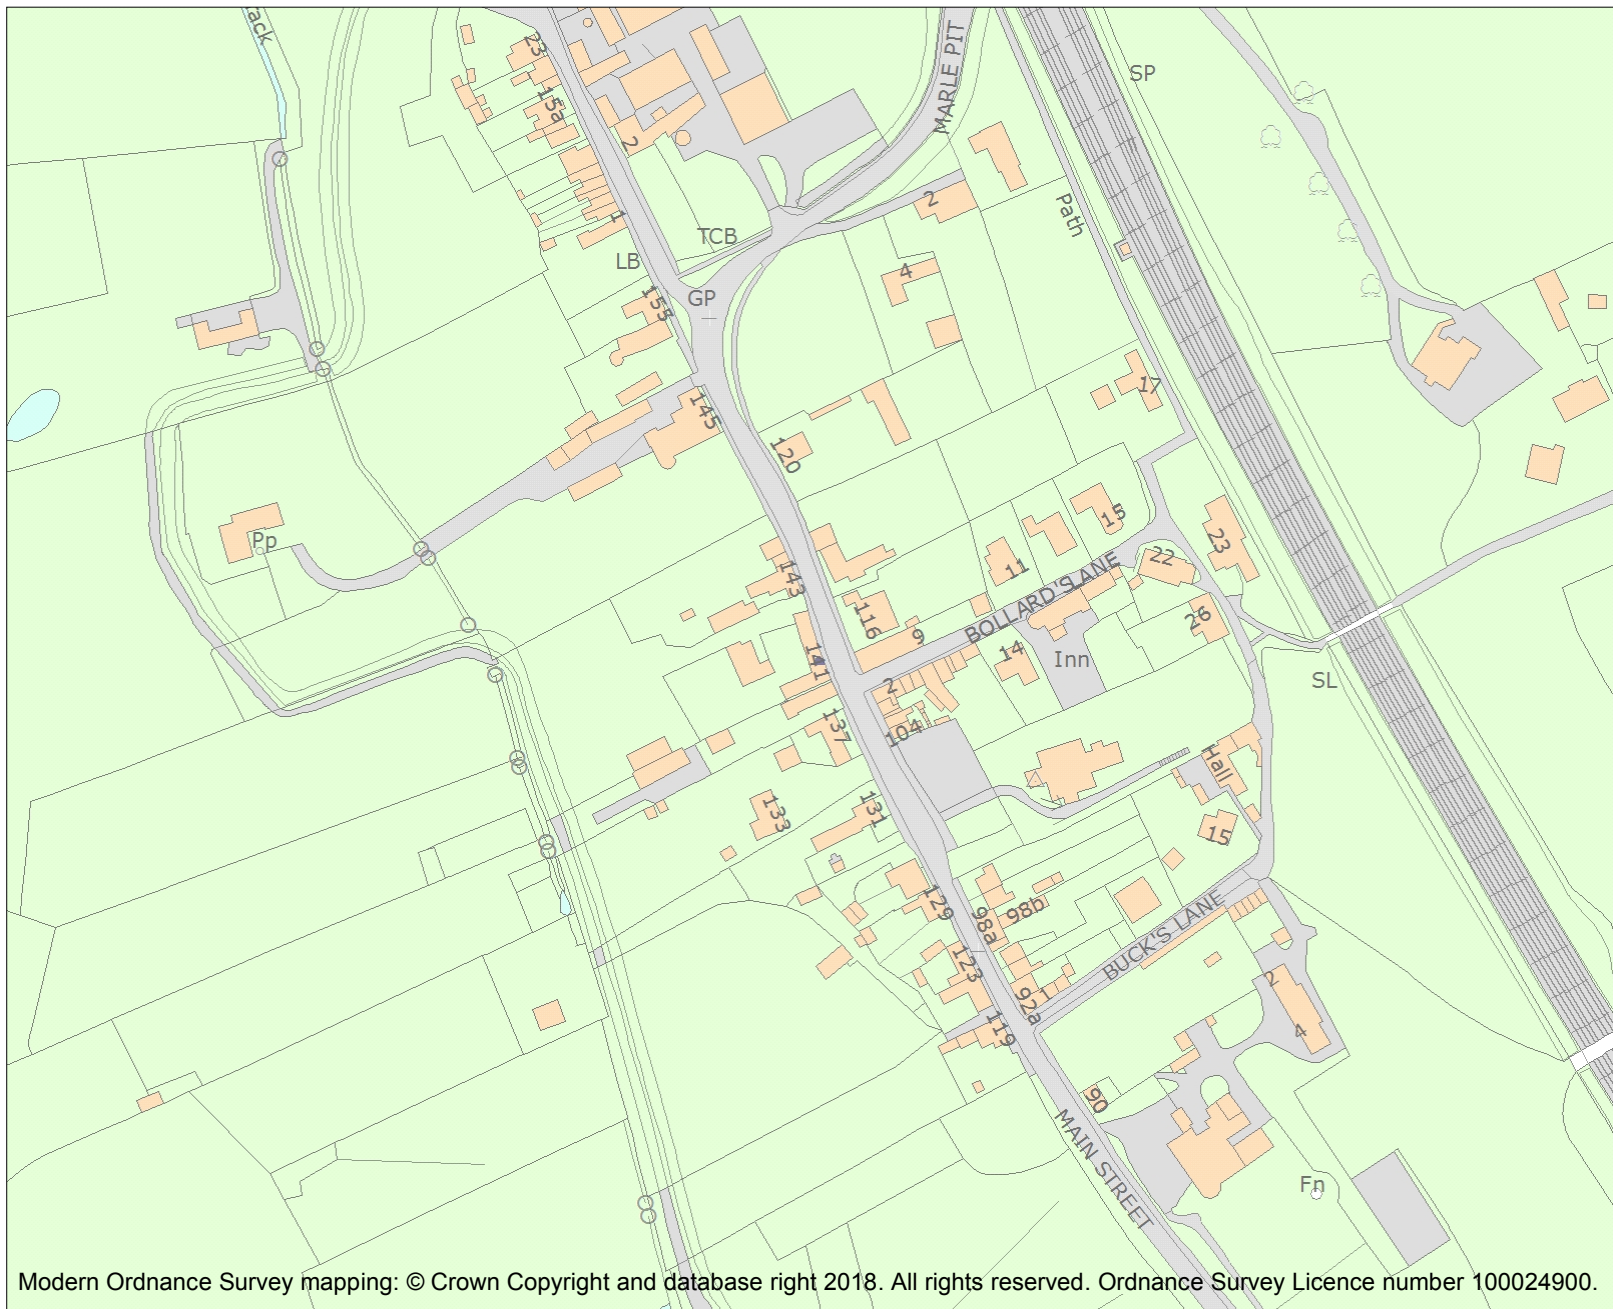 ack
23
15a
2
MARLE PIT
SP
2
Path
1
TCB
LB
4
GP
155
17
145
120
Pp
15
23
22
11
143
BOLLARD'S LANE
116
9
26
14
Inn
141
SL
2
137
104
Hall
133
131
15
129
98a
98b
BUCK'S LANE
123
2
92a
1
119
4
90
MAIN STREET
Fn
Modern Ordnance Survey mapping: © Crown Copyright and database right 2018. All rights reserved. Ordnance Survey Licence number 100024900.